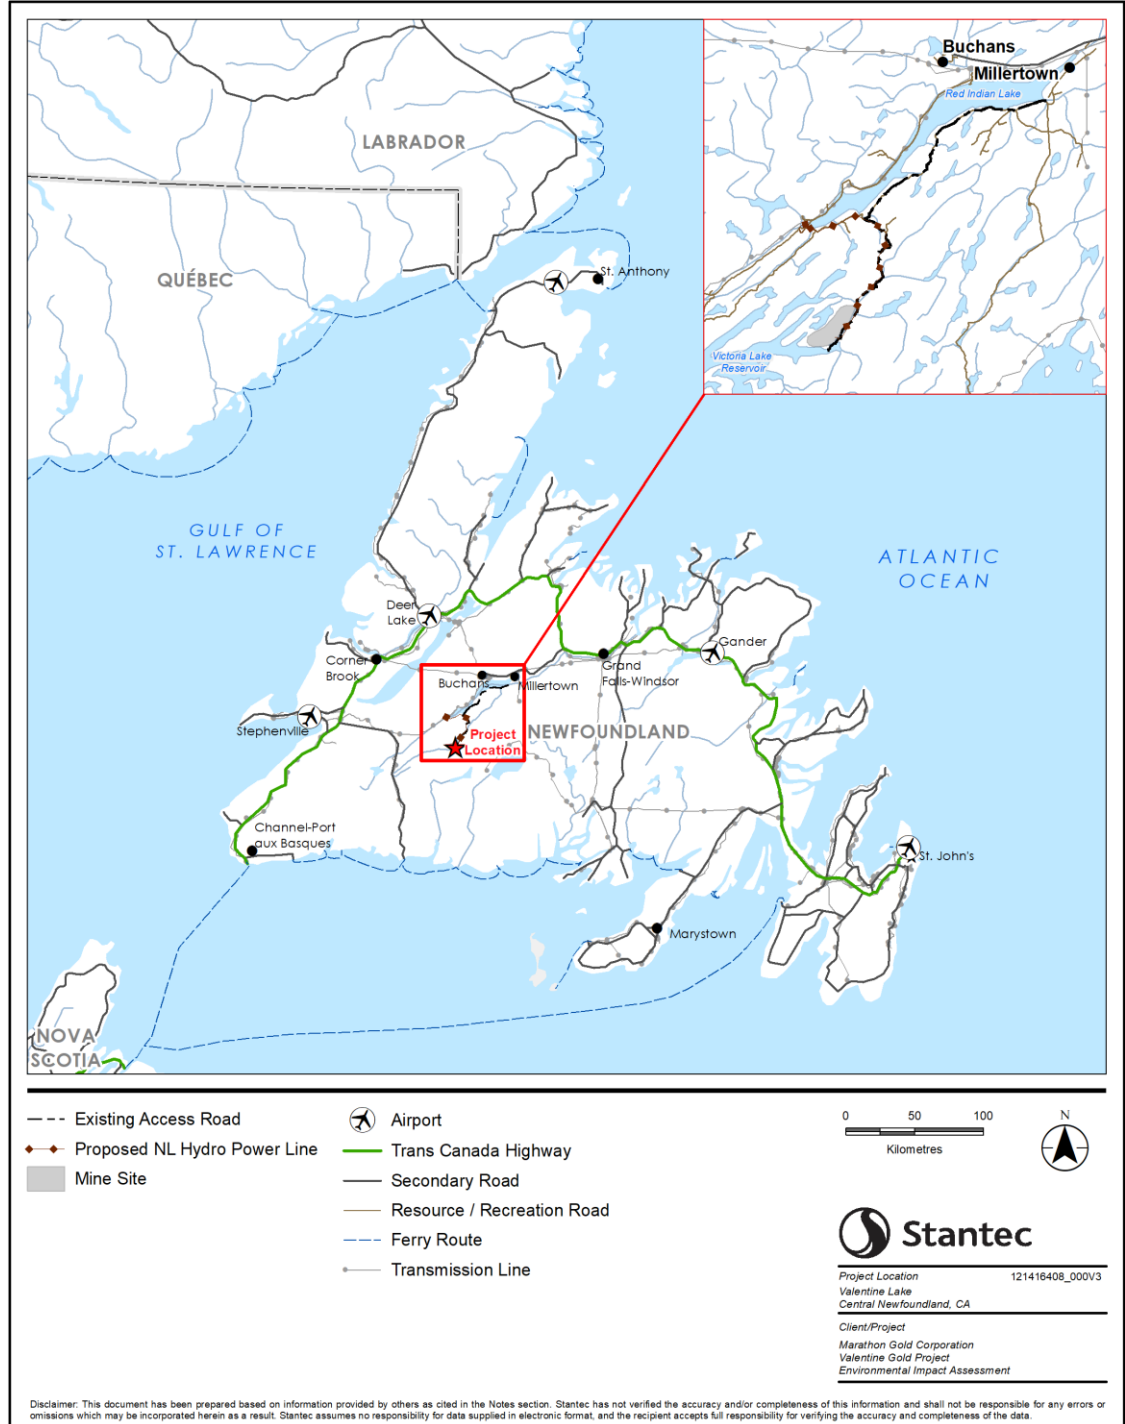 Buchans
Millertown
Red Indian Lake
Victoria Lake
Reservoir
LABRADOR
QUÉBEC
St. Anthony
GULF OF
ST. LAWRENCE
ATLANTIC
OCEAN
Deer
Lake
Corner
Brook
Gander
Grand
Falls-Windsor
Buchans
Millertown
Stephenville
NEWFOUNDLAND
Project
Location
Channel-Port
aux Basques
St. John's
Marystown
NOVA
SCOTIA
Existing Access Road
Proposed NL Hydro Power Line
Mine Site
Airport
Trans Canada Highway
Secondary Road
Resource / Recreation Road
Ferry Route
Transmission Line
0 50 100
Kilometres
N
Stantec
Project Location 121416408_000V3
Valentine Lake
Central Newfoundland, CA
Client/Project
Marathon Gold Corporation
Valentine Gold Project
Environmental Impact Assessment
Disclaimer: This document has been prepared based on information provided by others as cited in the Notes section. Stantec has not verified the accuracy and/or completeness of this information and shall not be responsible for any errors or
omissions which may be incorporated herein as a result. Stantec assumes no responsibility for data supplied in electronic format, and the recipient accepts full responsibility for verifying the accuracy and completeness of the data.